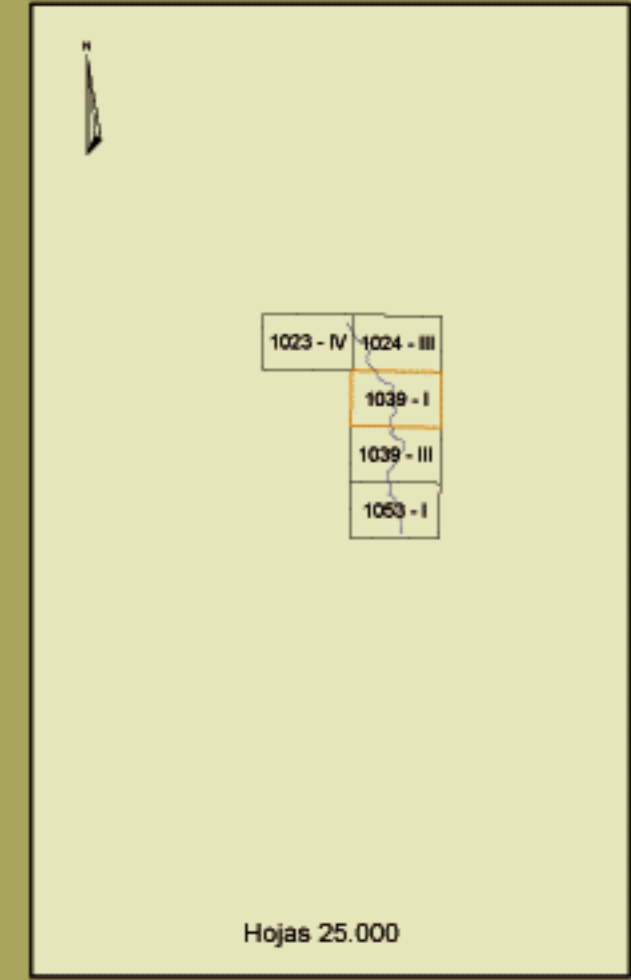 N
1023 - IV 1024 - III
1039 - I
1039 - III
1053 - I
Hojas 25.000